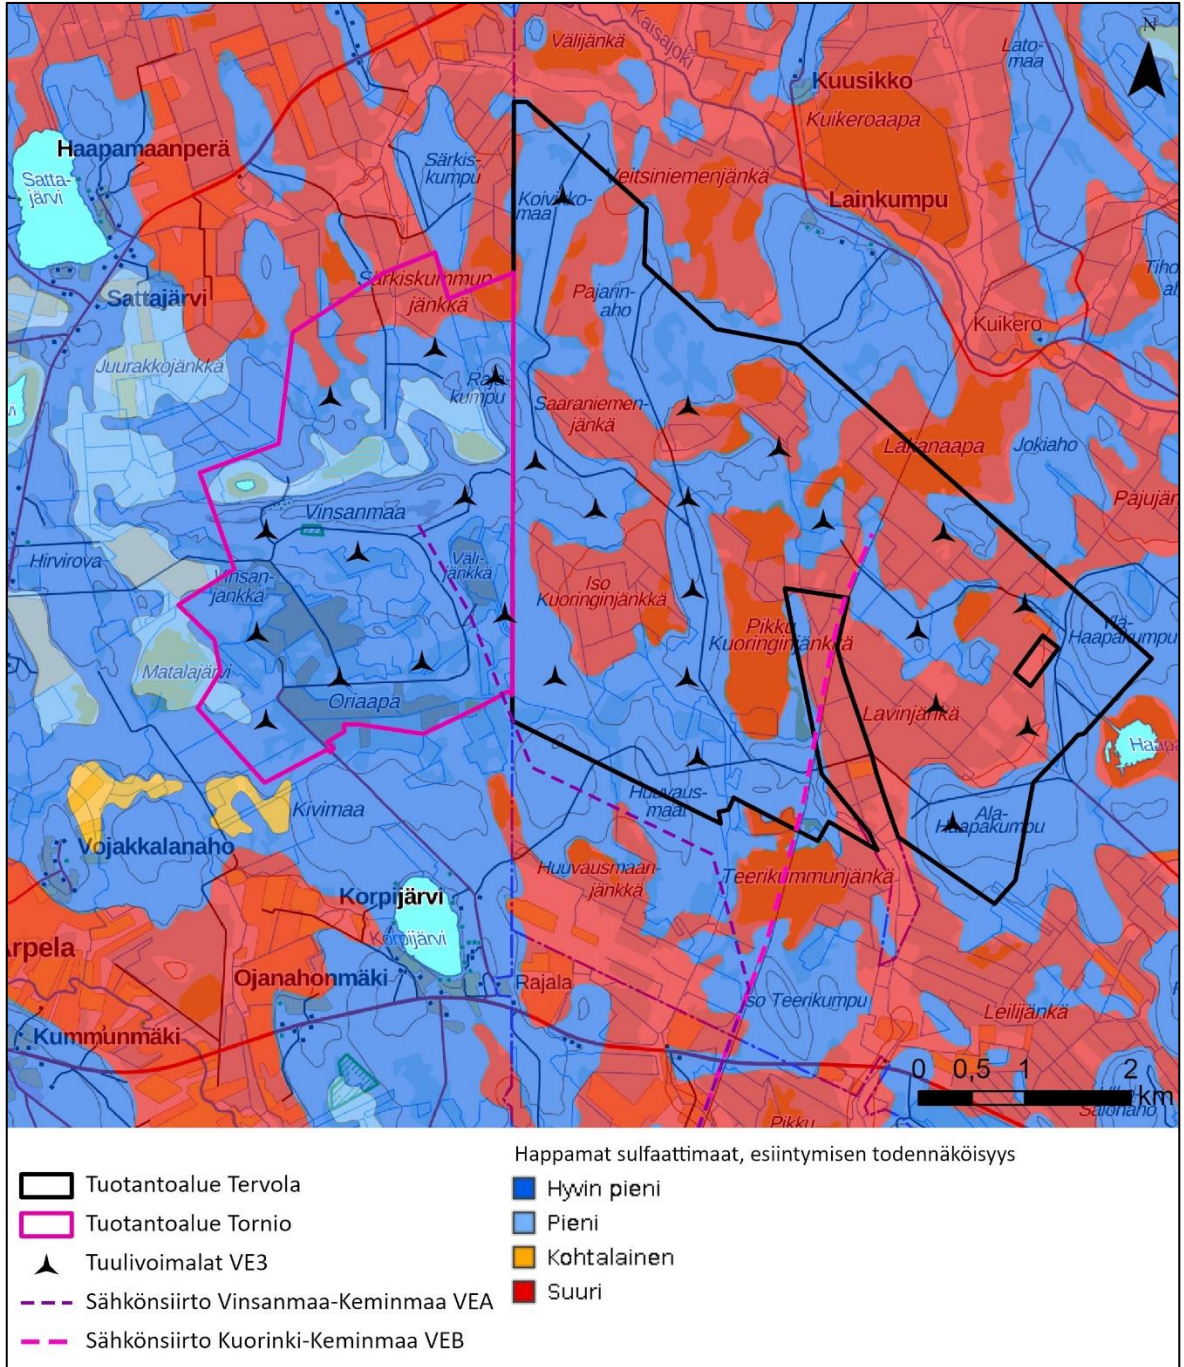 N
Välijänkä
Kaisajoki
Kuusikko
Kuikeroaapa
Lato-
maa
Haapamaanperä
Satta-
järvi
Särkis-
kumpu
Koivikko-
maa
Veitsiniemenjänkä
Lainkumpu
Sattajärvi
Särkiskummun-
jänkkä
Pajarin-
aho
Tiho
Kuikero
Juurakkojänkkä
Raja-
kumpu
Saaraniemen-
jänkä
Lakanaapa
Jokiaho
Pajujän
Vinsanmaa
Hirvirova
Vinsan-
jänkkä
Väli-
jänkkä
Iso
Kuoringinjänkkä
Pikku
Kuoringinjänkkä
Ylä-
Haapakumpu
Matalajärvi
Oriaapa
Lavinjänkä
Haapa
Kivimaa
Huuvaus-
maat
Ala-
Haapakumpu
Vojakkalanaho
Huuvausmaan-
jänkkä
Teerikummunjänkä
Korpijärvi
Korpijärvi
Arpela
Ojanahonmäki
Rajala
Iso Teerikumpu
Leilijänkä
Kummunmäki
0 0,5 1 2
km
Pikku
Salonaho
Tuotantoalue Tervola
Tuotantoalue Tornio
Tuulivoimalat VE3
Sähkönsiirto Vinsanmaa-Keminmaa VEA
Sähkönsiirto Kuorinki-Keminmaa VEB
Happamat sulfaattimaat, esiintymisen todennäköisyys
Hyvin pieni
Pieni
Kohtalainen
Suuri